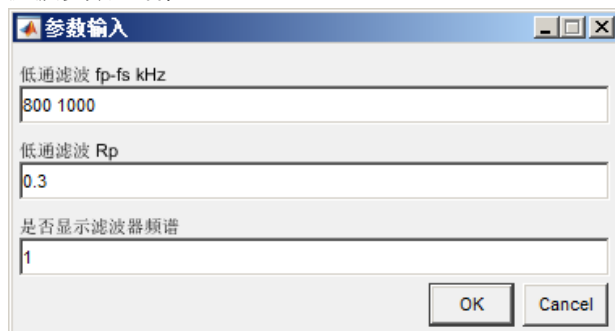 参数输入
低通滤波 fp-fs kHz
800 1000
低通滤波 Rp
0.3
是否显示滤波器频谱
1
OK Cancel